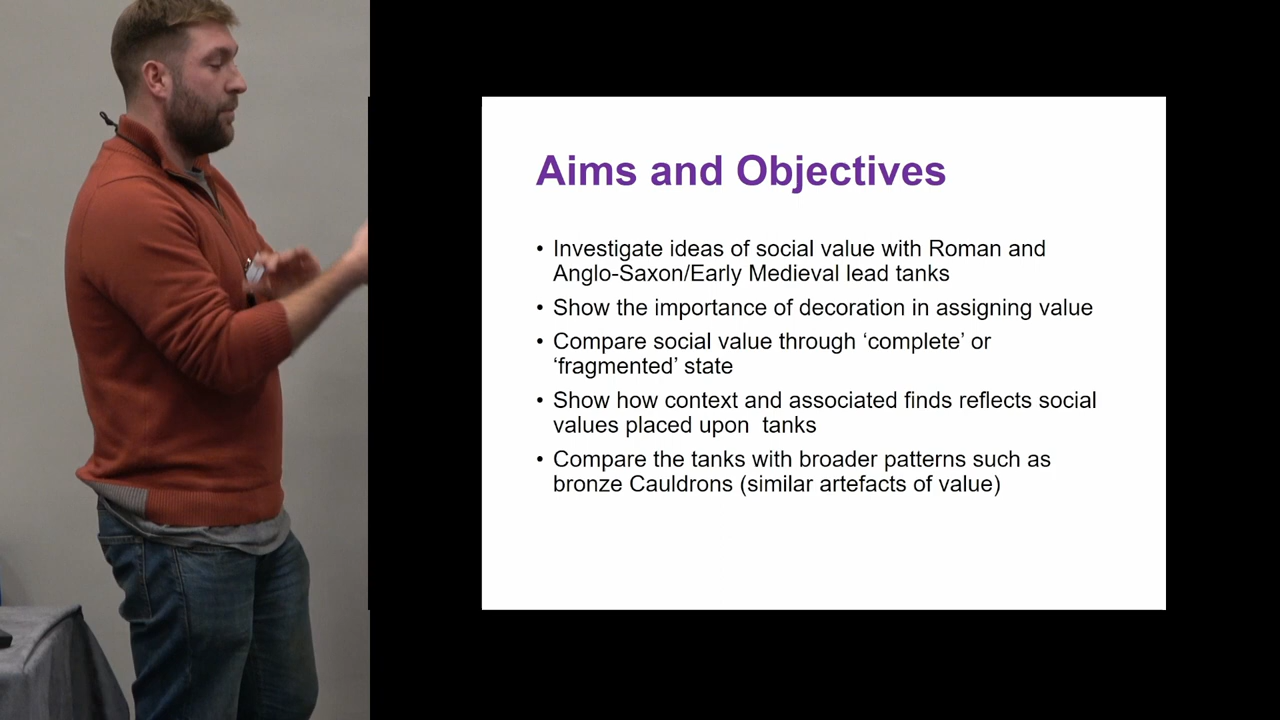 Aims and Objectives
• Investigate ideas of social value with Roman and
Anglo-Saxon/Early Medieval lead tanks
• Show the importance of decoration in assigning value
• Compare social value through ‘complete’ or
‘fragmented’ state
• Show how context and associated finds reflects social
values placed upon  tanks
• Compare the tanks with broader patterns such as
bronze Cauldrons (similar artefacts of value)